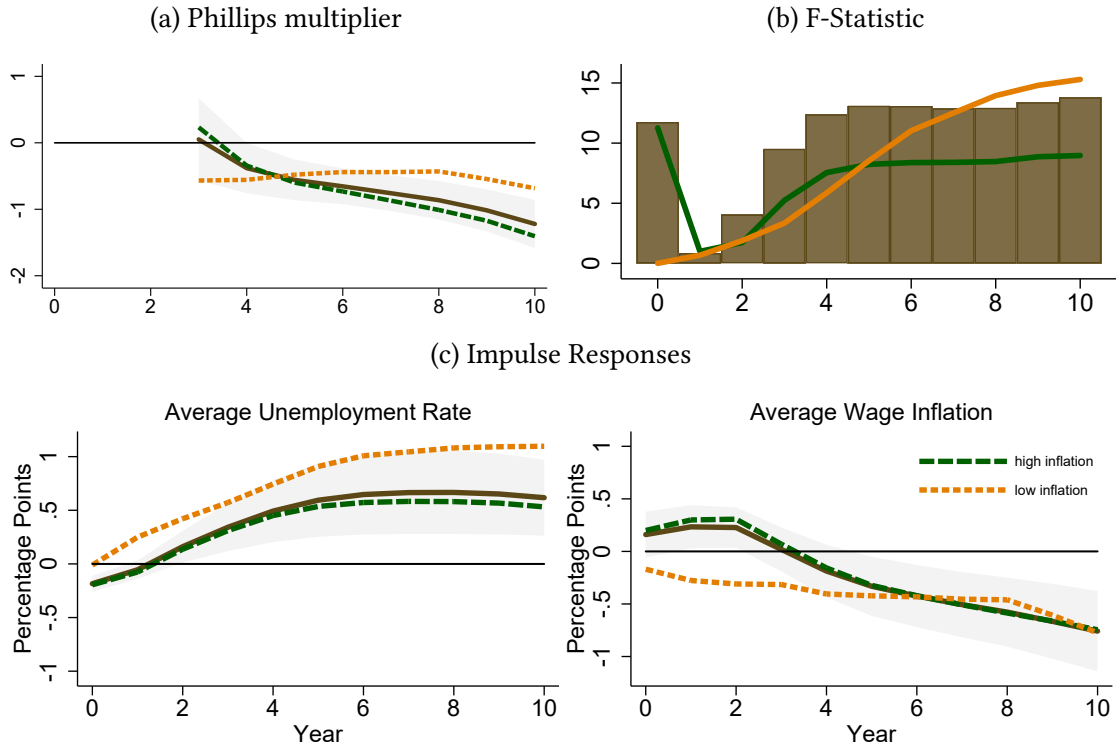 (a) Phillips multiplier
1
0
-1
-2
0 2 4 6 8 10
(b) F-Statistic
15
10
5
0
0 2 4 6 8 10
(c) Impulse Responses
Average Unemployment Rate
Percentage Points
1
.5
0
-.5
-1
0 2 4 6 8 10
Year
Average Wage Inflation
Percentage Points
1
.5
0
-.5
-1
high inflation
low inflation
0 2 4 6 8 10
Year